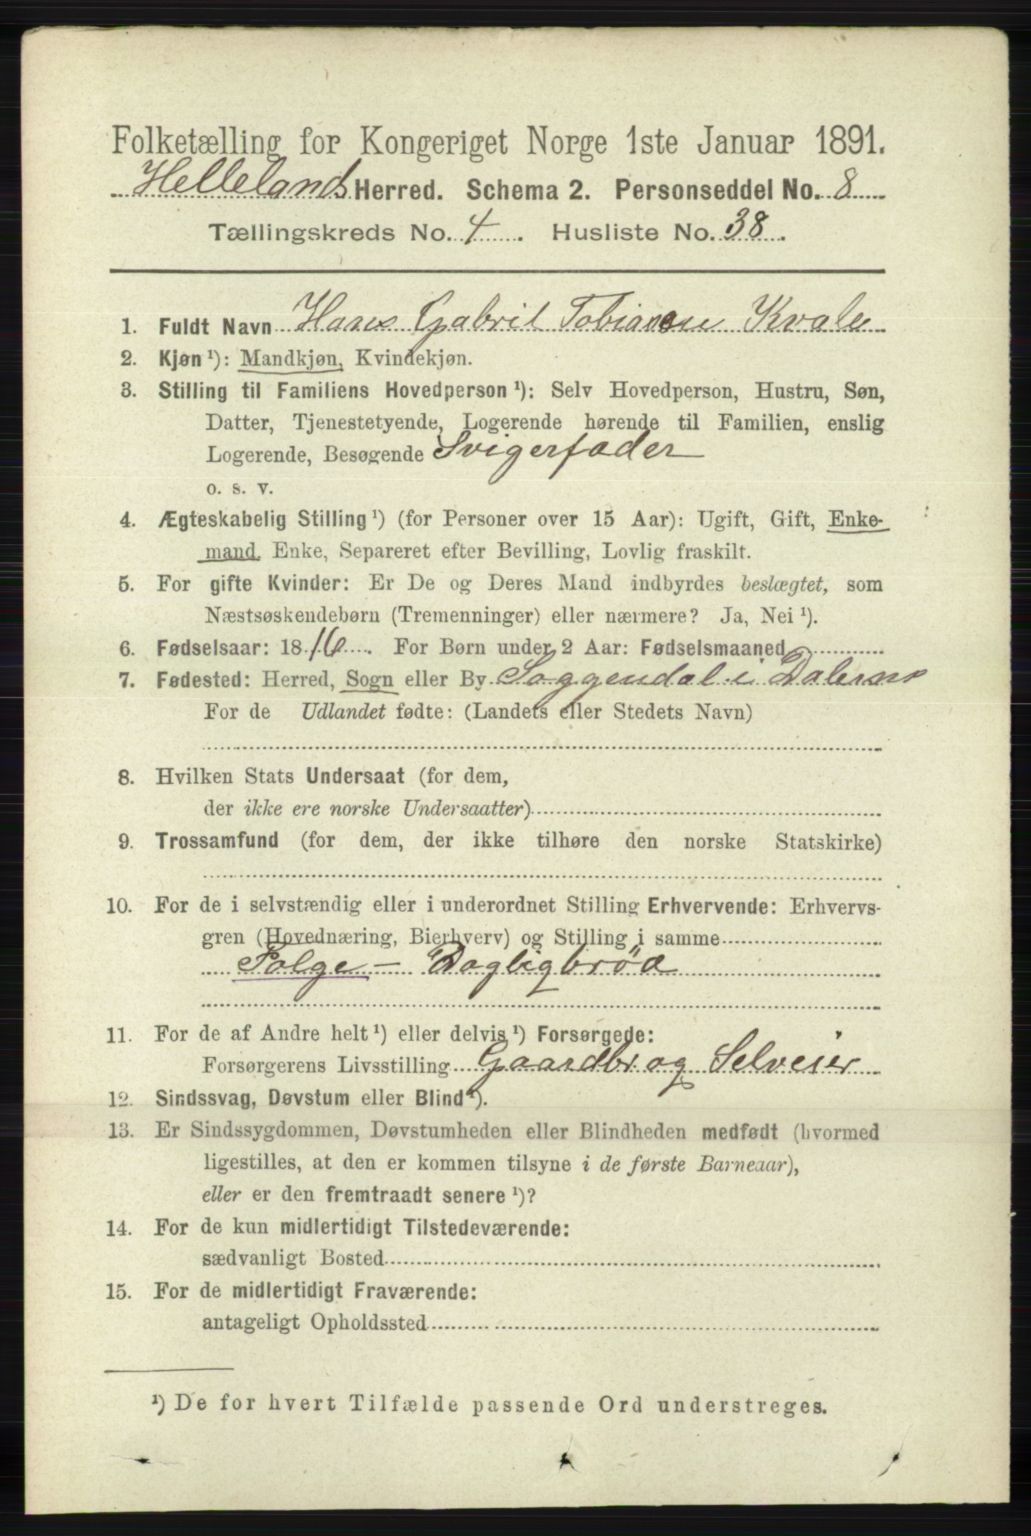 Folketælling for Kongeriget Norge 1ste Januar 1891.
Hellelands Herred. Schema 2. Personseddel No. 8
Tællingskreds No. 4. Husliste No. 38.
1. Fuldt Navn Hans Gabril Tobiasen Kvale
2. Kjøn ¹): Mandkjøn, Kvindekjøn.
3. Stilling til Familiens Hovedperson ¹): Selv Hovedperson, Hustru, Søn,
Datter, Tjenestetyende, Logerende hørende til Familien, enslig
Logerende, Besøgende Svigerfader
o. s. v.
4. Ægteskabelig Stilling ¹) (for Personer over 15 Aar): Ugift, Gift, Enke-
mand, Enke, Separeret efter Bevilling, Lovlig fraskilt.
5. For gifte Kvinder: Er De og Deres Mand indbyrdes beslægtet, som
Næstsøskendebørn (Tremenninger) eller nærmere? Ja, Nei ¹).
6. Fødselsaar: 1816. For Børn under 2 Aar: Fødselsmaaned
7. Fødested: Herred, Sogn eller By Soggendal i Dalerne
For de Udlandet fødte: (Landets eller Stedets Navn)
8. Hvilken Stats Undersaat (for dem,
der ikke ere norske Undersaatter)
9. Trossamfund (for dem, der ikke tilhøre den norske Statskirke)
10. For de i selvstændig eller i underordnet Stilling Erhvervende: Erhvervs-
gren (Hovednæring, Bierhverv) og Stilling i samme
Folge - Dagligbrød
11. For de af Andre helt ¹) eller delvis ¹) Forsørgede:
Forsørgerens Livsstilling Gaardbr og Selveier
12. Sindssvag, Døvstum eller Blind ¹).
13. Er Sindssygdommen, Døvstumheden eller Blindheden medfødt (hvormed
ligestilles, at den er kommen tilsyne i de første Barneaar),
eller er den fremtraadt senere ¹)?
14. For de kun midlertidigt Tilstedeværende:
sædvanligt Bosted
15. For de midlertidigt Fraværende:
antageligt Opholdssted
¹) De for hvert Tilfælde passende Ord understreges.